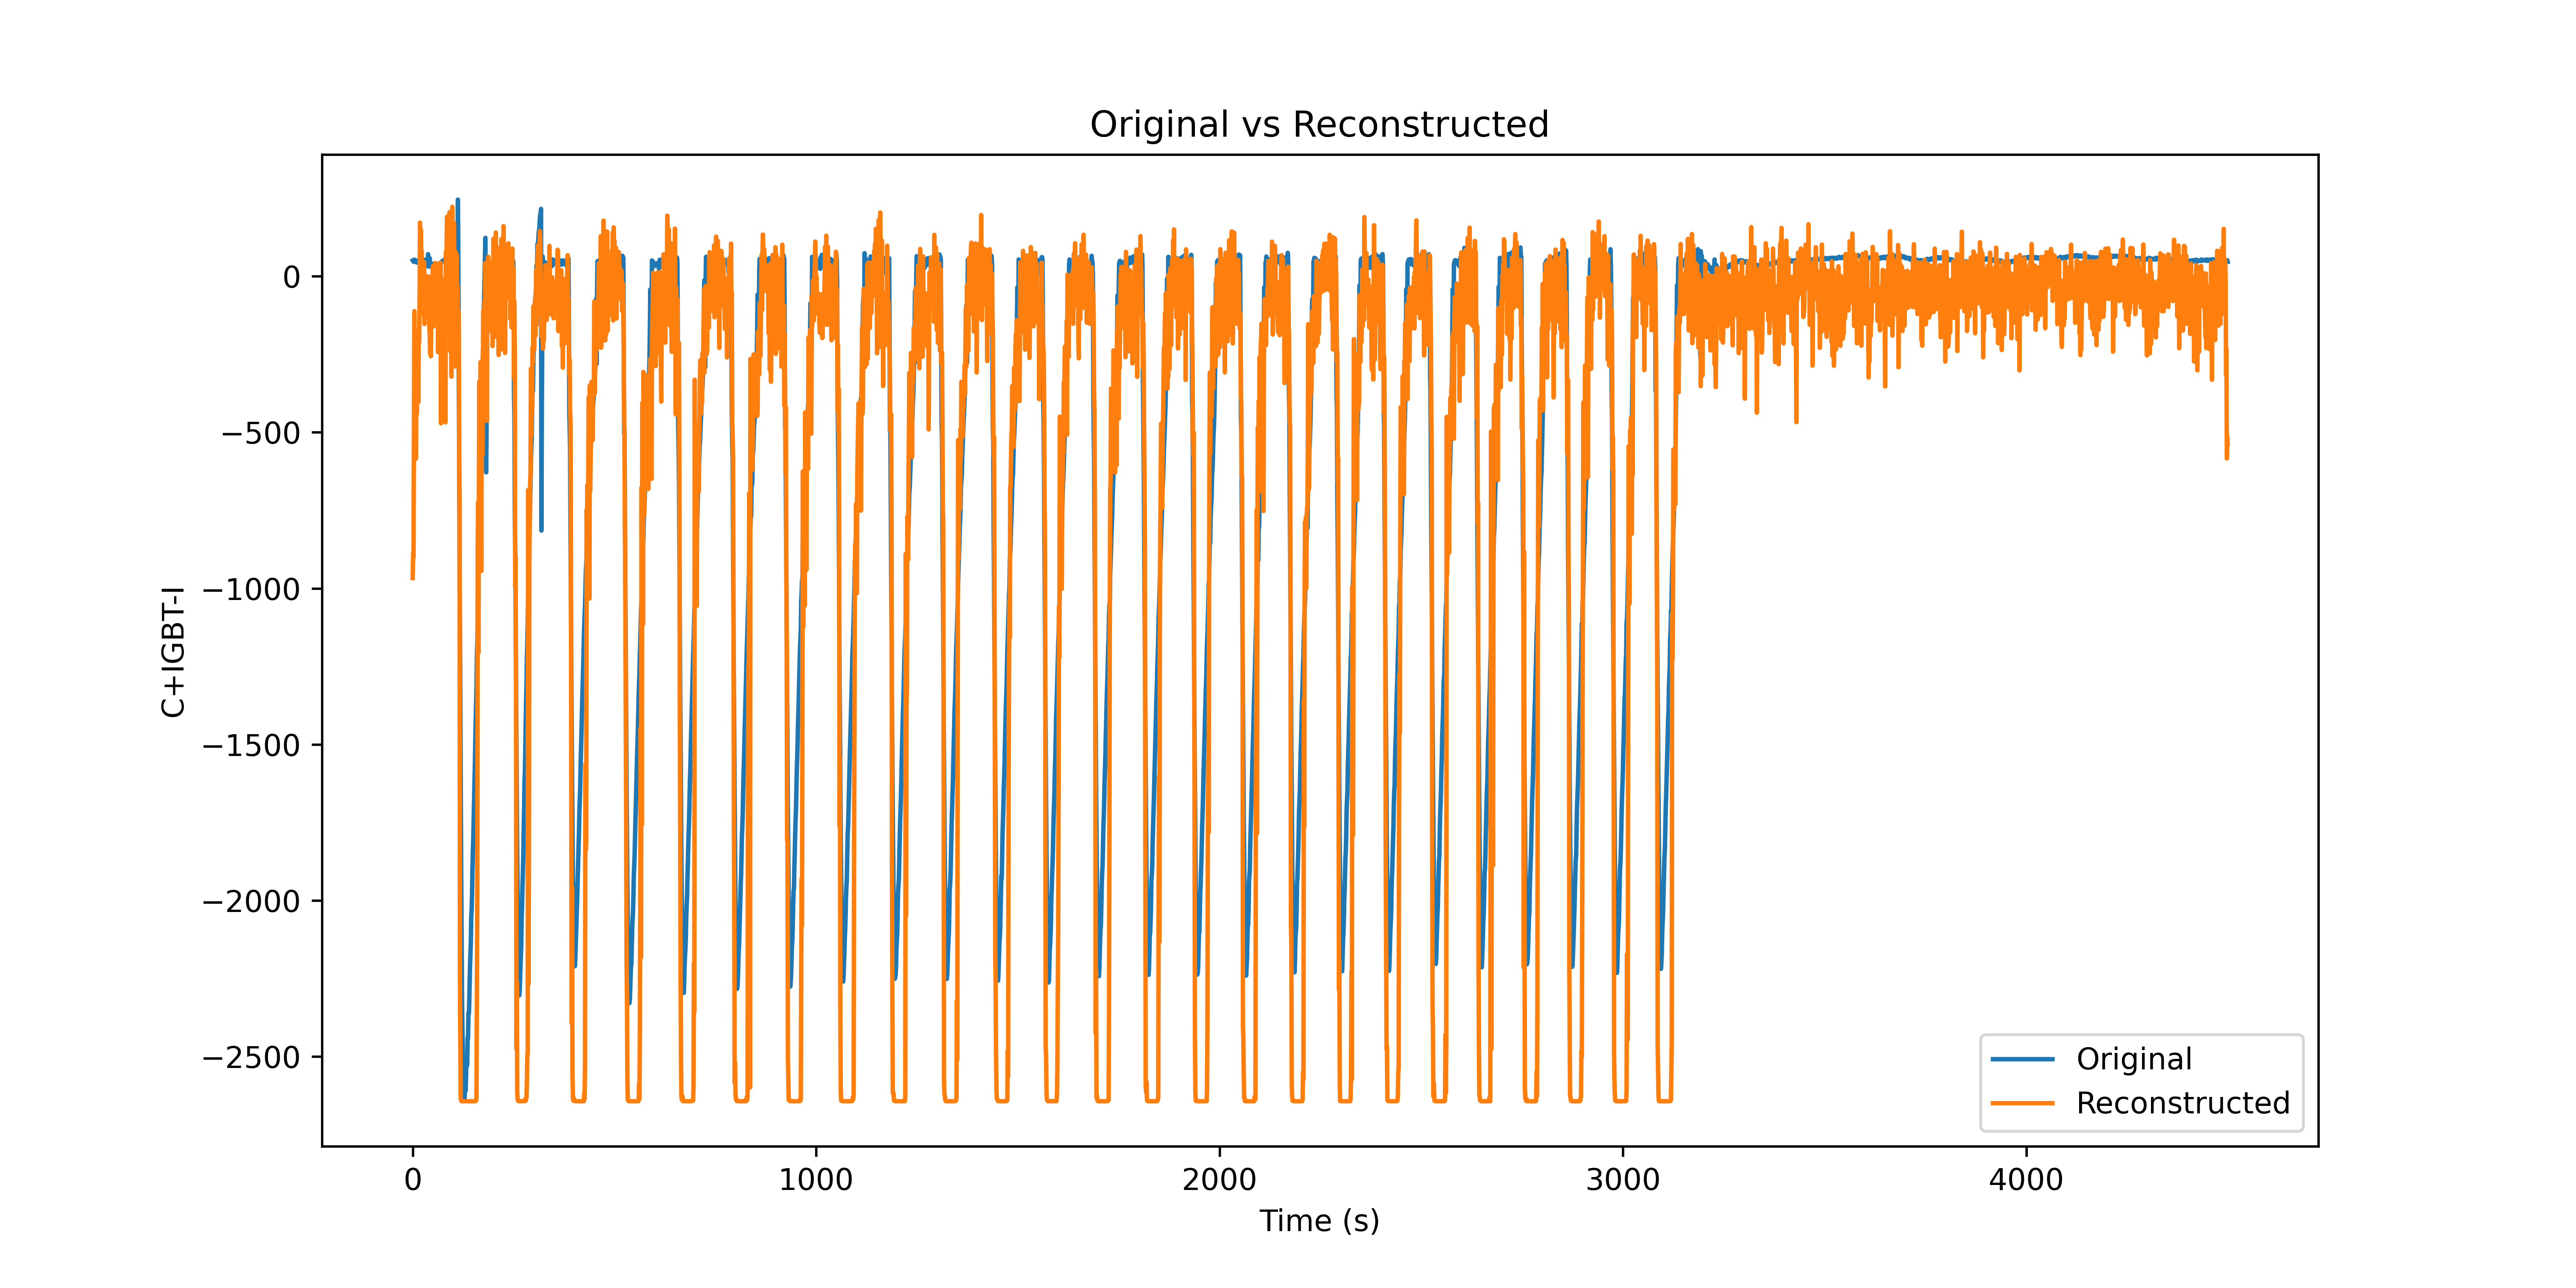 Original vs Reconstructed
C+IGBT-I
0
−500
−1000
−1500
−2000
−2500
0 1000 2000 3000 4000
Time (s)
Original
Reconstructed